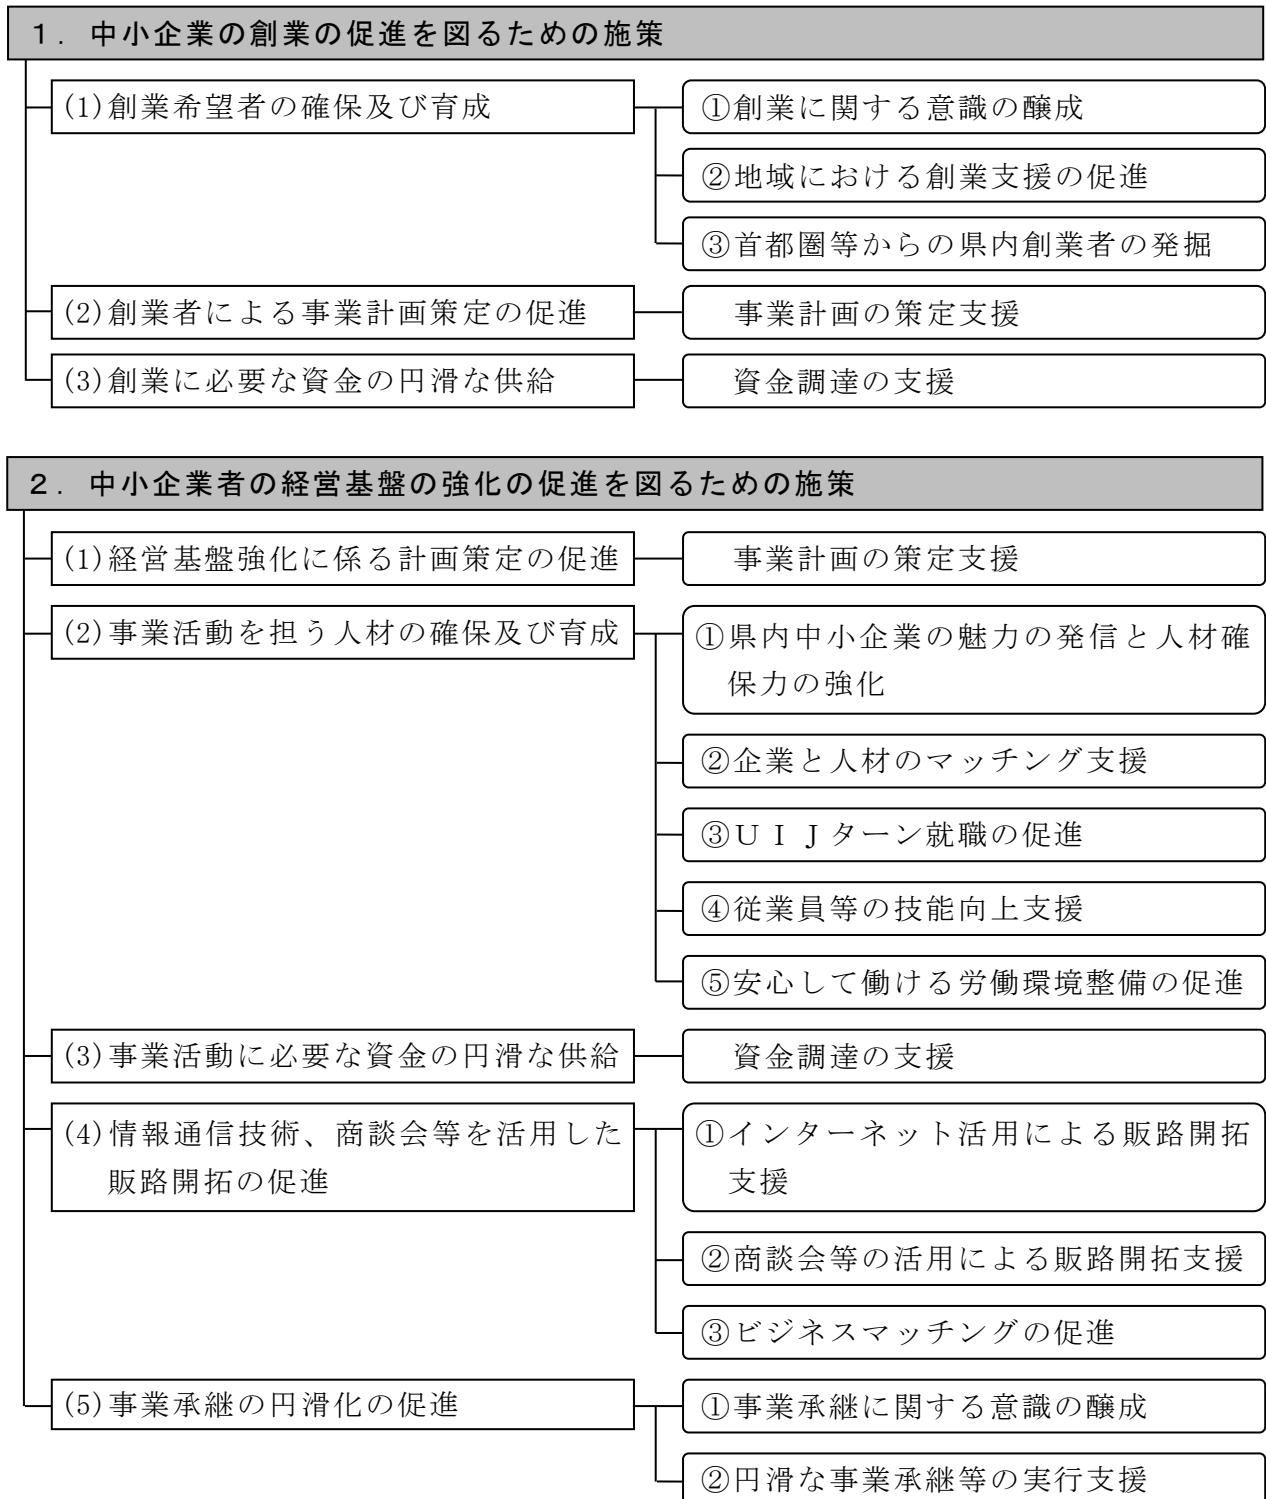 １．中小企業の創業の促進を図るための施策
(1)創業希望者の確保及び育成
①創業に関する意識の醸成
②地域における創業支援の促進
③首都圏等からの県内創業者の発掘
(2)創業者による事業計画策定の促進
事業計画の策定支援
(3)創業に必要な資金の円滑な供給
資金調達の支援
２．中小企業者の経営基盤の強化の促進を図るための施策
(1)経営基盤強化に係る計画策定の促進
事業計画の策定支援
(2)事業活動を担う人材の確保及び育成
①県内中小企業の魅力の発信と人材確
保力の強化
②企業と人材のマッチング支援
③ＵＩＪターン就職の促進
④従業員等の技能向上支援
⑤安心して働ける労働環境整備の促進
(3)事業活動に必要な資金の円滑な供給
資金調達の支援
(4)情報通信技術、商談会等を活用した
販路開拓の促進
①インターネット活用による販路開拓
支援
②商談会等の活用による販路開拓支援
③ビジネスマッチングの促進
(5)事業承継の円滑化の促進
①事業承継に関する意識の醸成
②円滑な事業承継等の実行支援